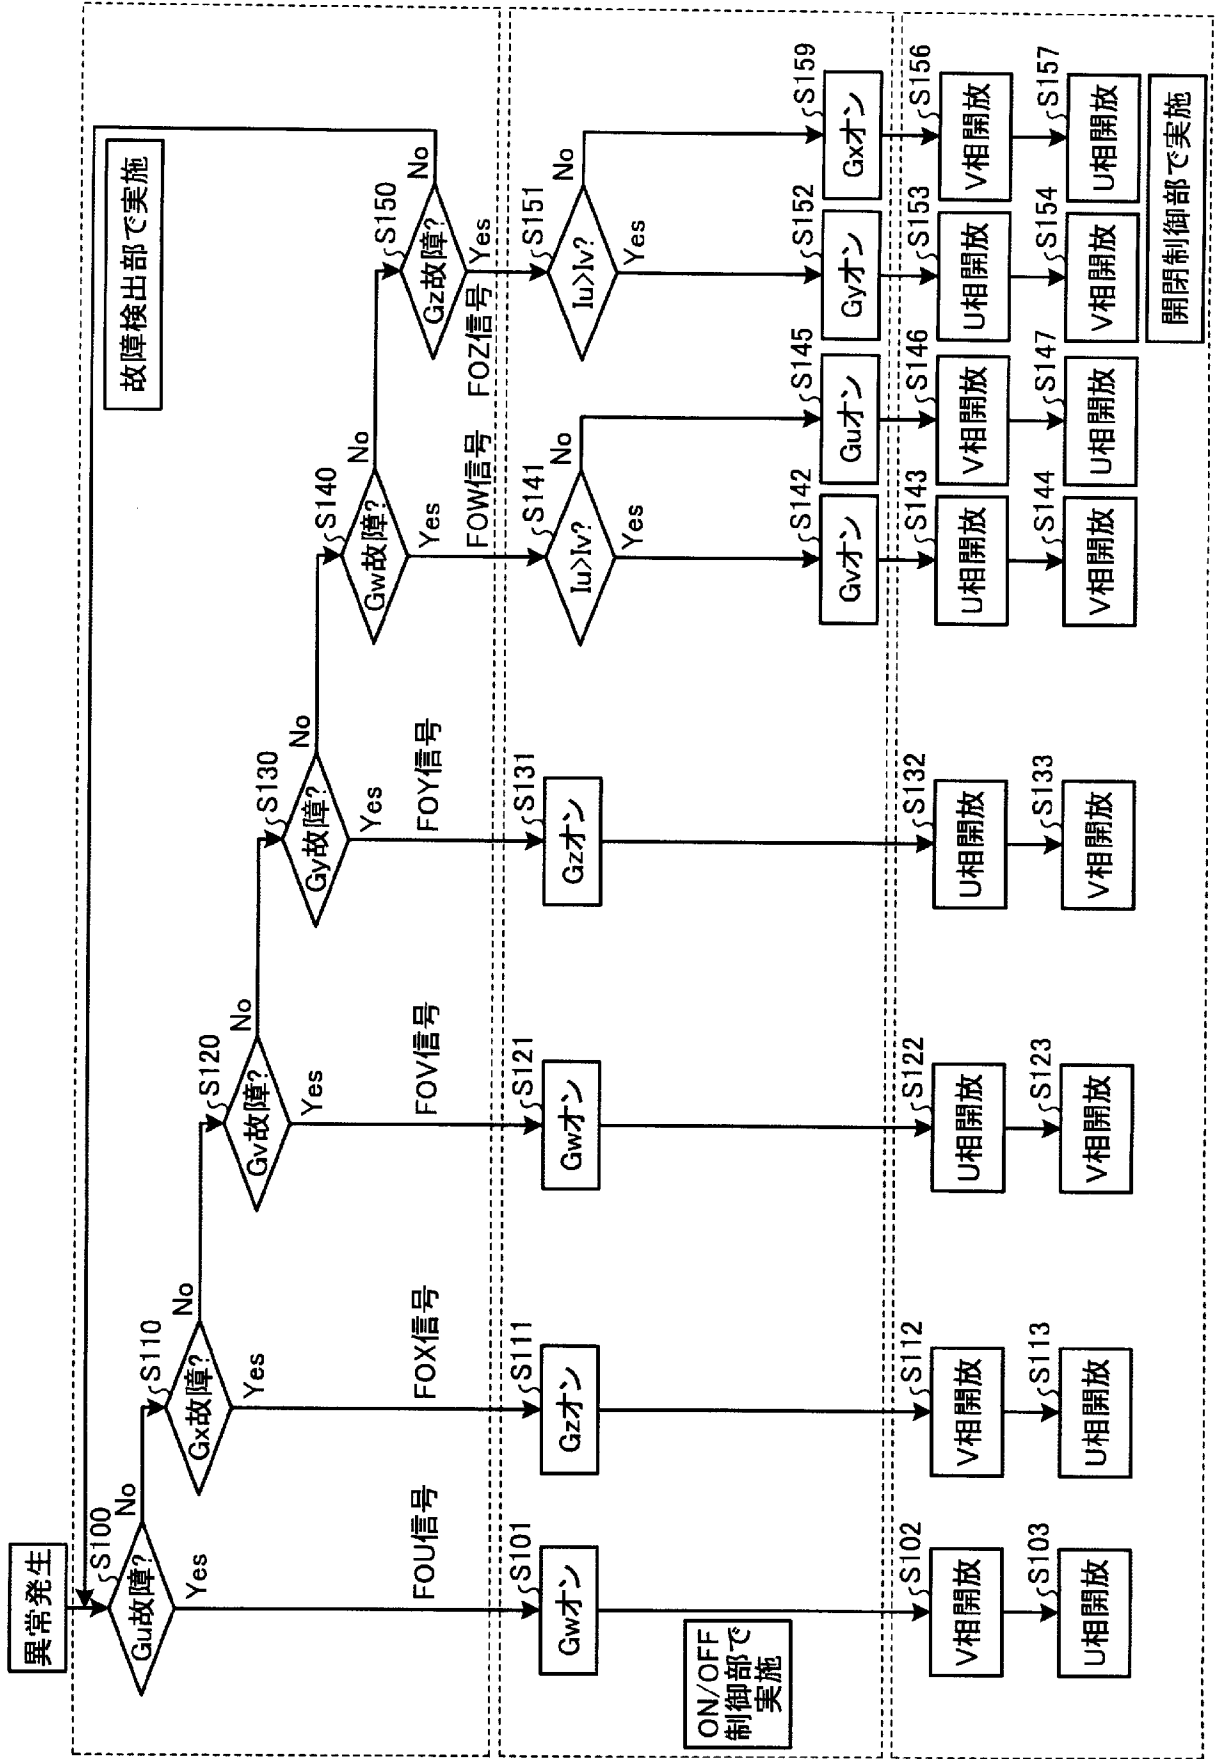 異常発生
故障検出部で実施
S100
Gu故障?
No
Yes
FOU信号
S110
Gx故障?
No
Yes
FOX信号
S120
Gv故障?
No
Yes
FOV信号
S130
Gy故障?
No
Yes
FOY信号
S140
Gw故障?
No
Yes
FOW信号
S150
Gz故障?
No
Yes
FOZ信号
ON/OFF
制御部で
実施
S101
Gwオン
S111
Gzオン
S121
Gwオン
S131
Gzオン
S141
Iu>Iv?
No
Yes
S142
Gvオン
S145
Guオン
S151
Iu>Iv?
No
Yes
S152
Gyオン
S159
Gxオン
S102
V相開放
S103
U相開放
S112
V相開放
S113
U相開放
S122
U相開放
S123
V相開放
S132
U相開放
S133
V相開放
S143
U相開放
S144
V相開放
S146
V相開放
S147
U相開放
S153
U相開放
S154
V相開放
S156
V相開放
S157
U相開放
開閉制御部で実施